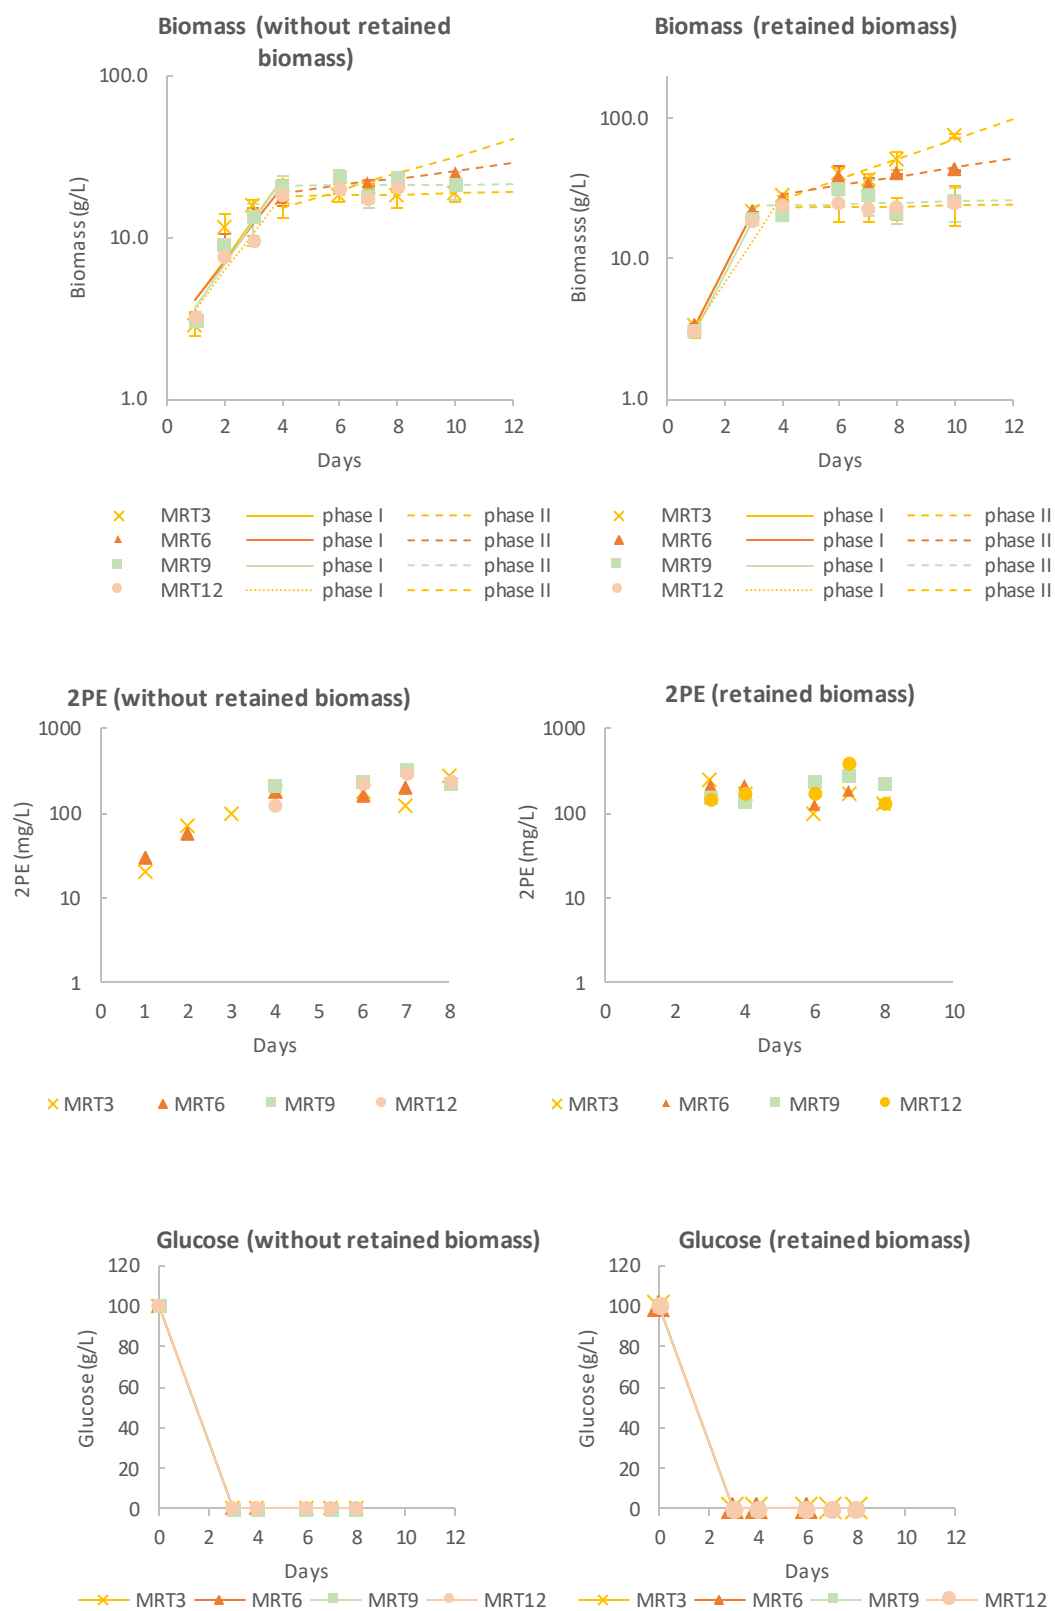 Biomass (without retained
biomass)
100.0
10.0
1.0
Biomass (g/L)
0 2 4 6 8 10 12
Days
× MRT3 phase I phase II
MRT6 phase I phase II
MRT9 phase I phase II
MRT12 phase I phase II
Biomass (retained biomass)
100.0
10.0
1.0
Biomasss (g/L)
0 2 4 6 8 10 12
Days
MRT3 phase I phase II
MRT6 phase I phase II
MRT9 phase I phase II
MRT12 phase I phase II
2PE (without retained biomass)
1000
100
10
1
2PE (mg/L)
0 1 2 3 4 5 6 7 8
Days
MRT3 MRT6 MRT9 MRT12
2PE (retained biomass)
1000
100
10
1
2PE (mg/L)
0 2 4 6 8 10
Days
MRT3 MRT6 MRT9 MRT12
Glucose (without retained biomass)
120
100
80
60
40
20
0
Glucose (g/L)
0 2 4 6 8 10 12
Days
MRT3 MRT6 MRT9 MRT12
Glucose (retained biomass)
120
100
80
60
40
20
0
Glucose (g/L)
0 2 4 6 8 10 12
Days
MRT3 MRT6 MRT9 MRT12